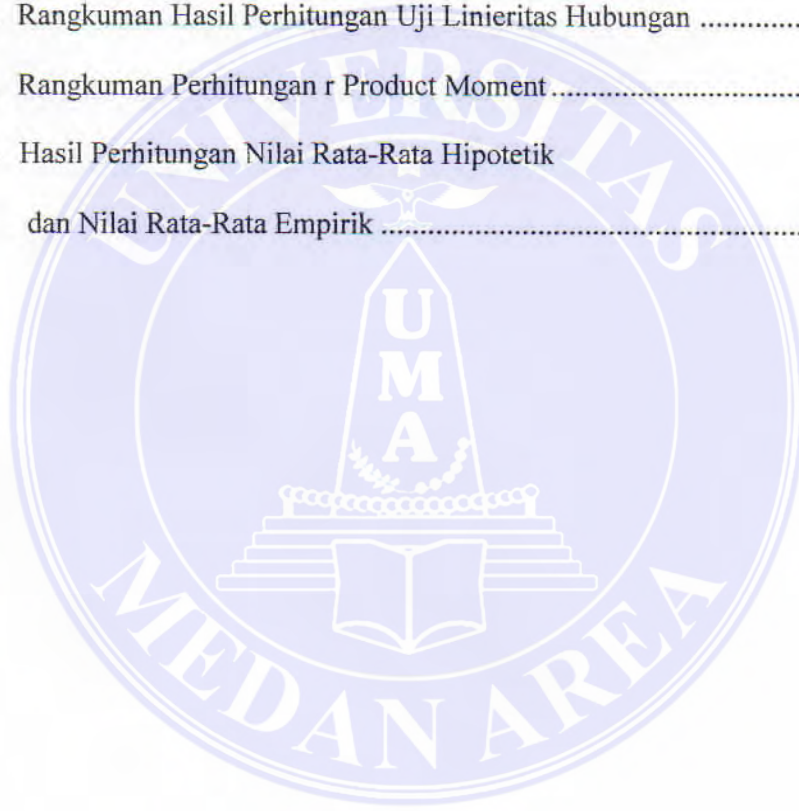 Rangkuman Hasil Perhitungan Uji Linieritas Hubungan ..............
Rangkuman Perhitungan r Product Moment ................................
Hasil Perhitungan Nilai Rata-Rata Hipotetik
dan Nilai Rata-Rata Empirik ......................................................
UNIVERSITAS
UMA
MEDAN AREA